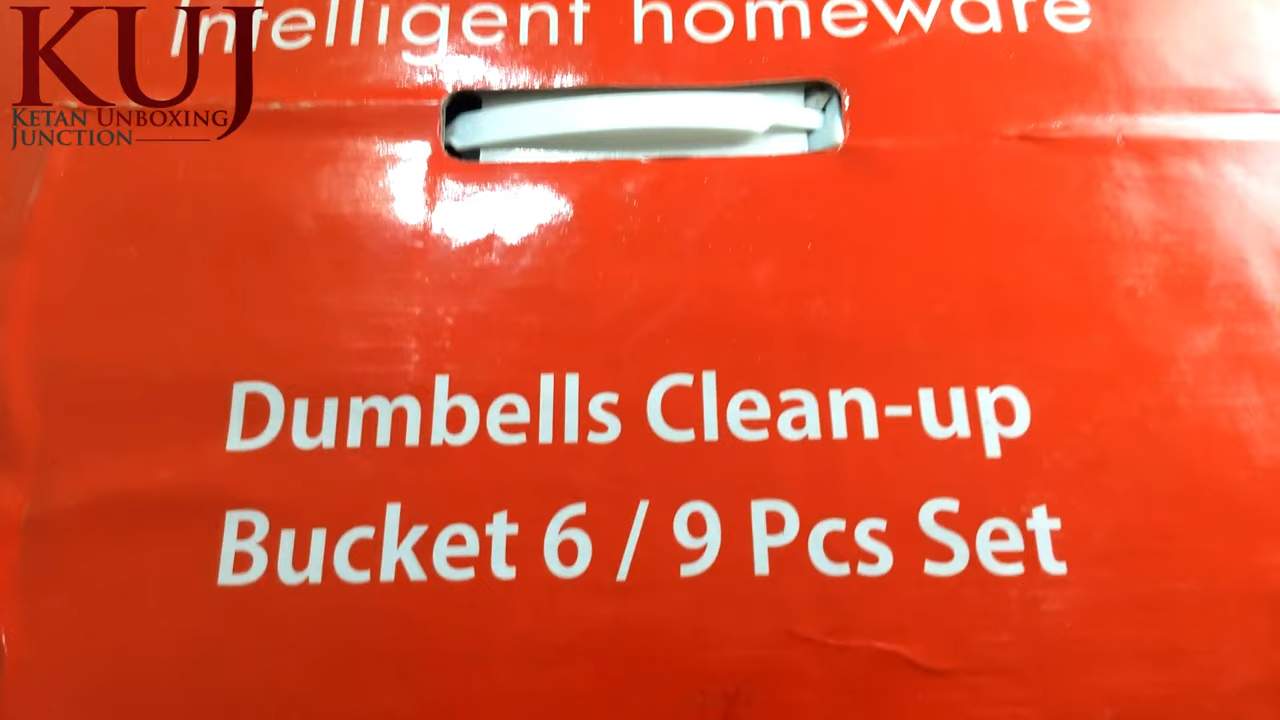 Intelligent homeware
KUJ
KETAN UNBOXING
JUNCTION
Dumbells Clean-up
Bucket 6 / 9 Pcs Set